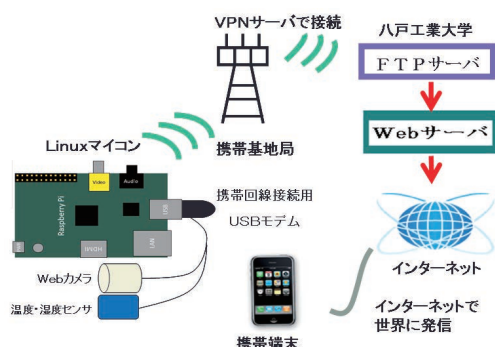 VPNサーバで接続
八戸工業大学
FTPサーバ
Webサーバ
Linuxマイコン
携帯基地局
Video
Audio
Raspberry Pi
USB
LAN
携帯回線接続用
USBモデム
Webカメラ
温度・湿度センサ
インターネット
インターネットで
世界に発信
携帯端末